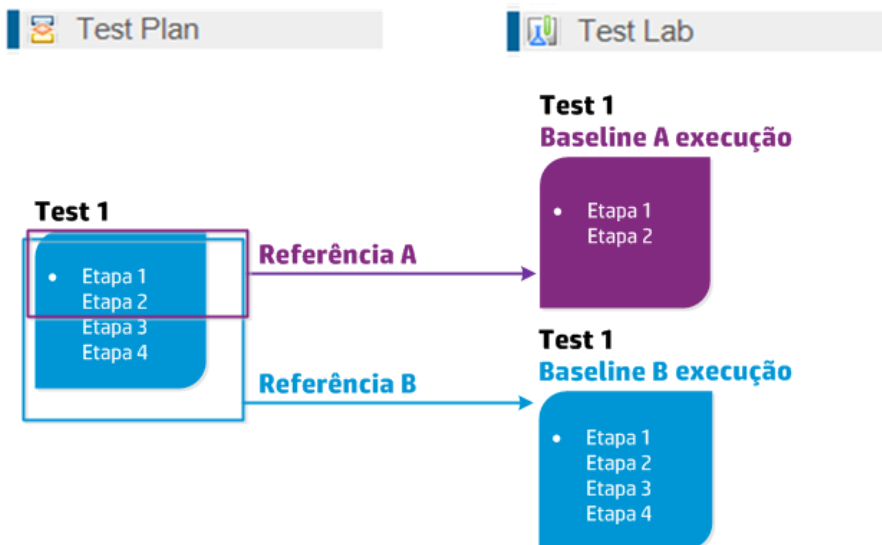 Test Plan
Test Lab
Test 1
Baseline A execução
• Etapa 1
Etapa 2
Test 1
• Etapa 1
Etapa 2
Etapa 3
Etapa 4
Referência A
Referência B
Test 1
Baseline B execução
• Etapa 1
Etapa 2
Etapa 3
Etapa 4